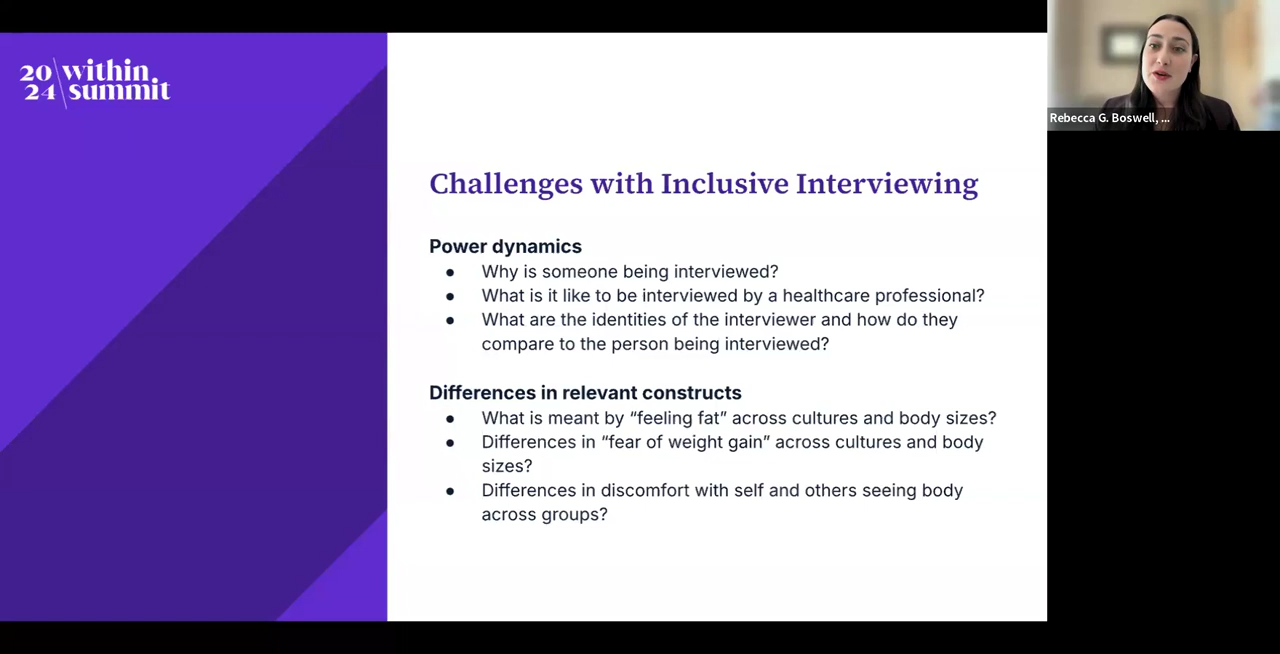 20 within
24 summit
Rebecca G. Boswell, ...
Challenges with Inclusive Interviewing
Power dynamics
● Why is someone being interviewed?
● What is it like to be interviewed by a healthcare professional?
● What are the identities of the interviewer and how do they
compare to the person being interviewed?
Differences in relevant constructs
● What is meant by “feeling fat” across cultures and body sizes?
● Differences in “fear of weight gain” across cultures and body
sizes?
● Differences in discomfort with self and others seeing body
across groups?